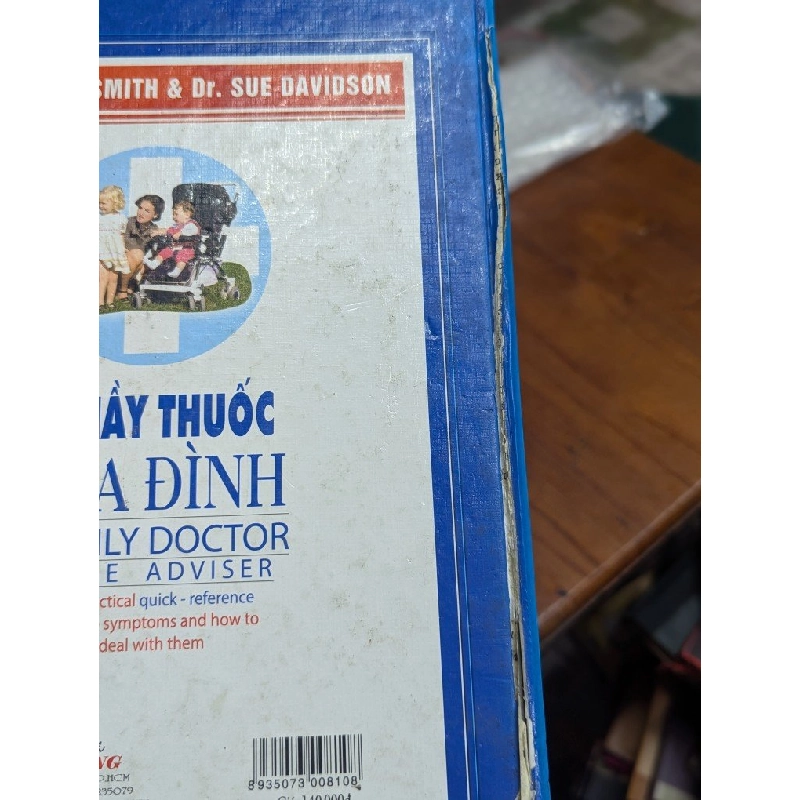 SMITH & Dr. SUE DAVIDSON
ẦY THUỐC
A ĐÌNH
ILY DOCTOR
E ADVISER
ctical quick - reference
symptoms and how to
deal with them
8935073 008108